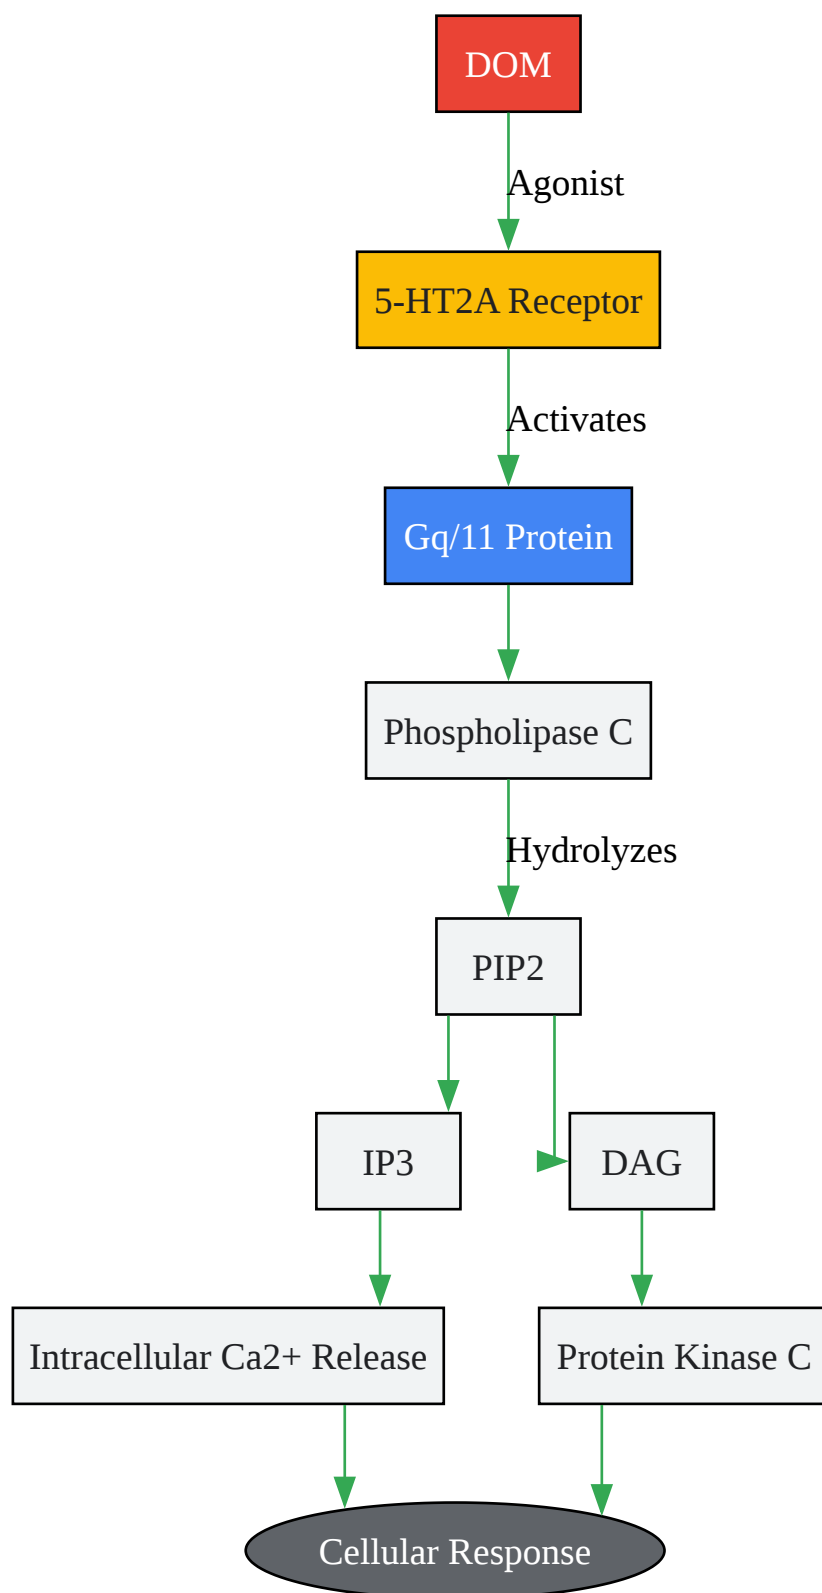 DOM
Agonist
5-HT2A Receptor
Activates
Gq/11 Protein
Phospholipase C
Hydrolyzes
PIP2
IP3
DAG
Intracellular Ca2+ Release
Protein Kinase C
Cellular Response